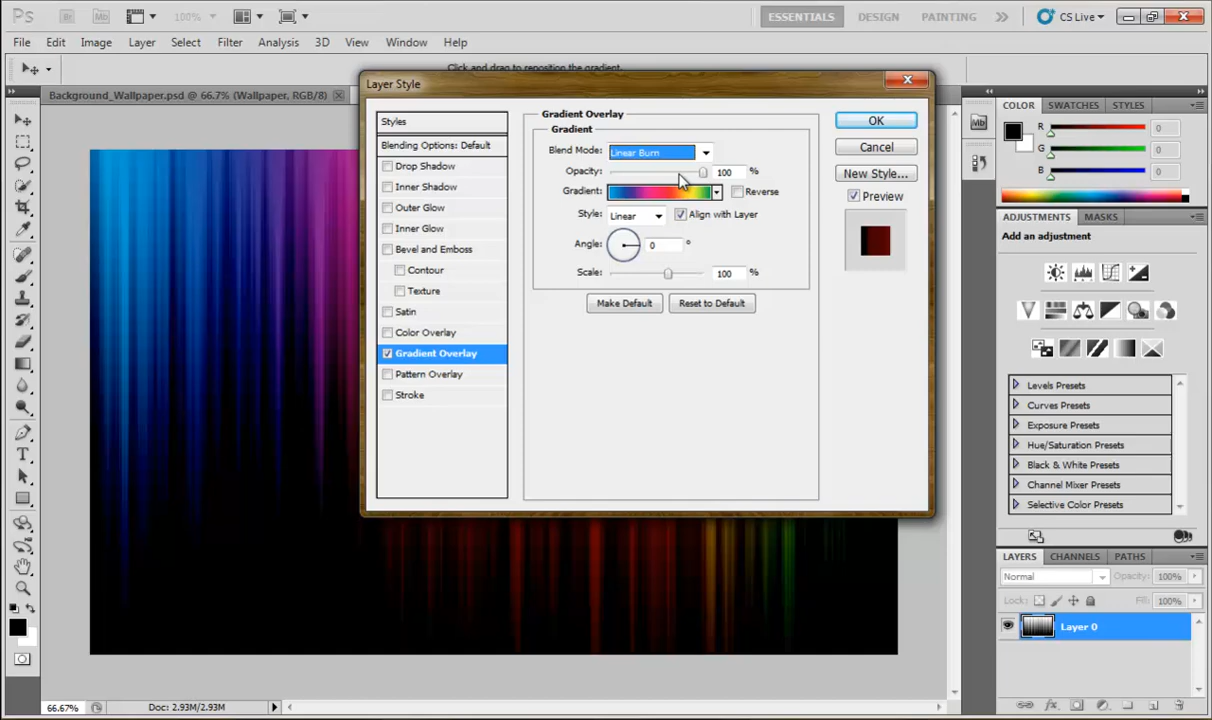 Ps Br Mb 100% ESSENTIALS DESIGN PAINTING CS Live
File Edit Image Layer Select Filter Analysis 3D View Window Help
Click and drag to reposition the gradient.
Background_Wallpaper.psd @ 66.7% (Wallpaper, RGB/8)
Layer Style
Styles
Blending Options: Default
Drop Shadow
Inner Shadow
Outer Glow
Inner Glow
Bevel and Emboss
Contour
Texture
Satin
Color Overlay
Gradient Overlay
Pattern Overlay
Stroke
Gradient Overlay
Gradient
Blend Mode: Linear Burn
Opacity: 100 %
Gradient: Reverse
Style: Linear Align with Layer
Angle: 0 °
Scale: 100 %
Make Default Reset to Default
OK
Cancel
New Style...
Preview
Mb
COLOR SWATCHES STYLES
R 0
G 0
B 0
ADJUSTMENTS MASKS
Add an adjustment
Levels Presets
Curves Presets
Exposure Presets
Hue/Saturation Presets
Black & White Presets
Channel Mixer Presets
Selective Color Presets
LAYERS CHANNELS PATHS
Normal Opacity: 100%
Lock: Fill: 100%
Layer 0
66.67% Doc: 2.93M/2.93M